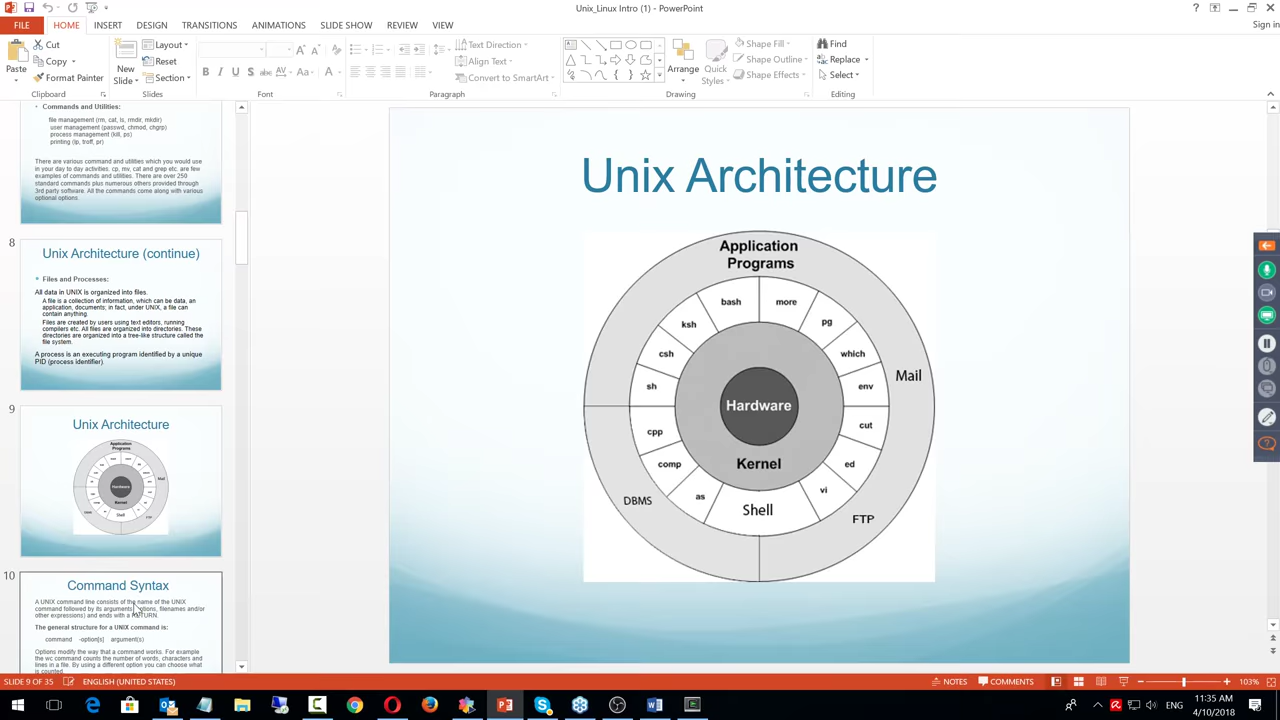 Unix_Linux Intro (1) - PowerPoint
?
FILE HOME INSERT DESIGN TRANSITIONS ANIMATIONS SLIDE SHOW REVIEW VIEW
Sign in
Paste
Cut
Copy
Format Painter
Clipboard
New
Slide
Layout
Reset
Section
Slides
B I U S abc AV Aa A
Font
Text Direction
Align Text
Convert to SmartArt
Paragraph
Arrange
Quick
Styles
Shape Fill
Shape Outline
Shape Effects
Drawing
Find
Replace
Select
Editing
Commands and Utilities:
file management (rm, cat, ls, rmdir, mkdir)
user management (passwd, chmod, chgrp)
process management (kill, ps)
printing (lp, troff, pr)
There are various command and utilities which you would
use in your day to day activities. cp, mv, cat and grep etc. are few
examples of commands and utilities. There are over 250
standard commands plus numerous others provided through
3rd party software. All the commands come along with various
optional options.
8
Unix Architecture (continue)
Files and Processes:
All data in UNIX is organized into files.
A file is a collection of information, which can be data, an
application, documents; in fact, under UNIX, a file can
contain anything.
Files are created by users using text editors, running
compilers etc. All files are organized into directories. These
directories are organized into a tree-like structure called the
file system.
A process is an executing program identified by a unique
PID (process identifier).
9
Unix Architecture
Application
Programs
Mail
Hardware
Kernel
Shell
10
Command Syntax
A UNIX command line consists of the name of the UNIX
command followed by its arguments (options, filenames and/or
other expressions) and ends with a RETURN.
The general structure for a UNIX command is:
command -option[s] argument(s)
Options modify the way that a command works. For example
the wc command counts the number of words, characters and
lines in a file. By using a different option you can choose what
is counted.
Unix Architecture
Application
Programs
bash
more
ksh
pg
csh
which
sh
env
Mail
Hardware
cpp
cut
comp
Kernel
ed
as
vi
DBMS
Shell
FTP
SLIDE 9 OF 35
ENGLISH (UNITED STATES)
NOTES
COMMENTS
103%
ENG
11:35 AM
4/10/2018